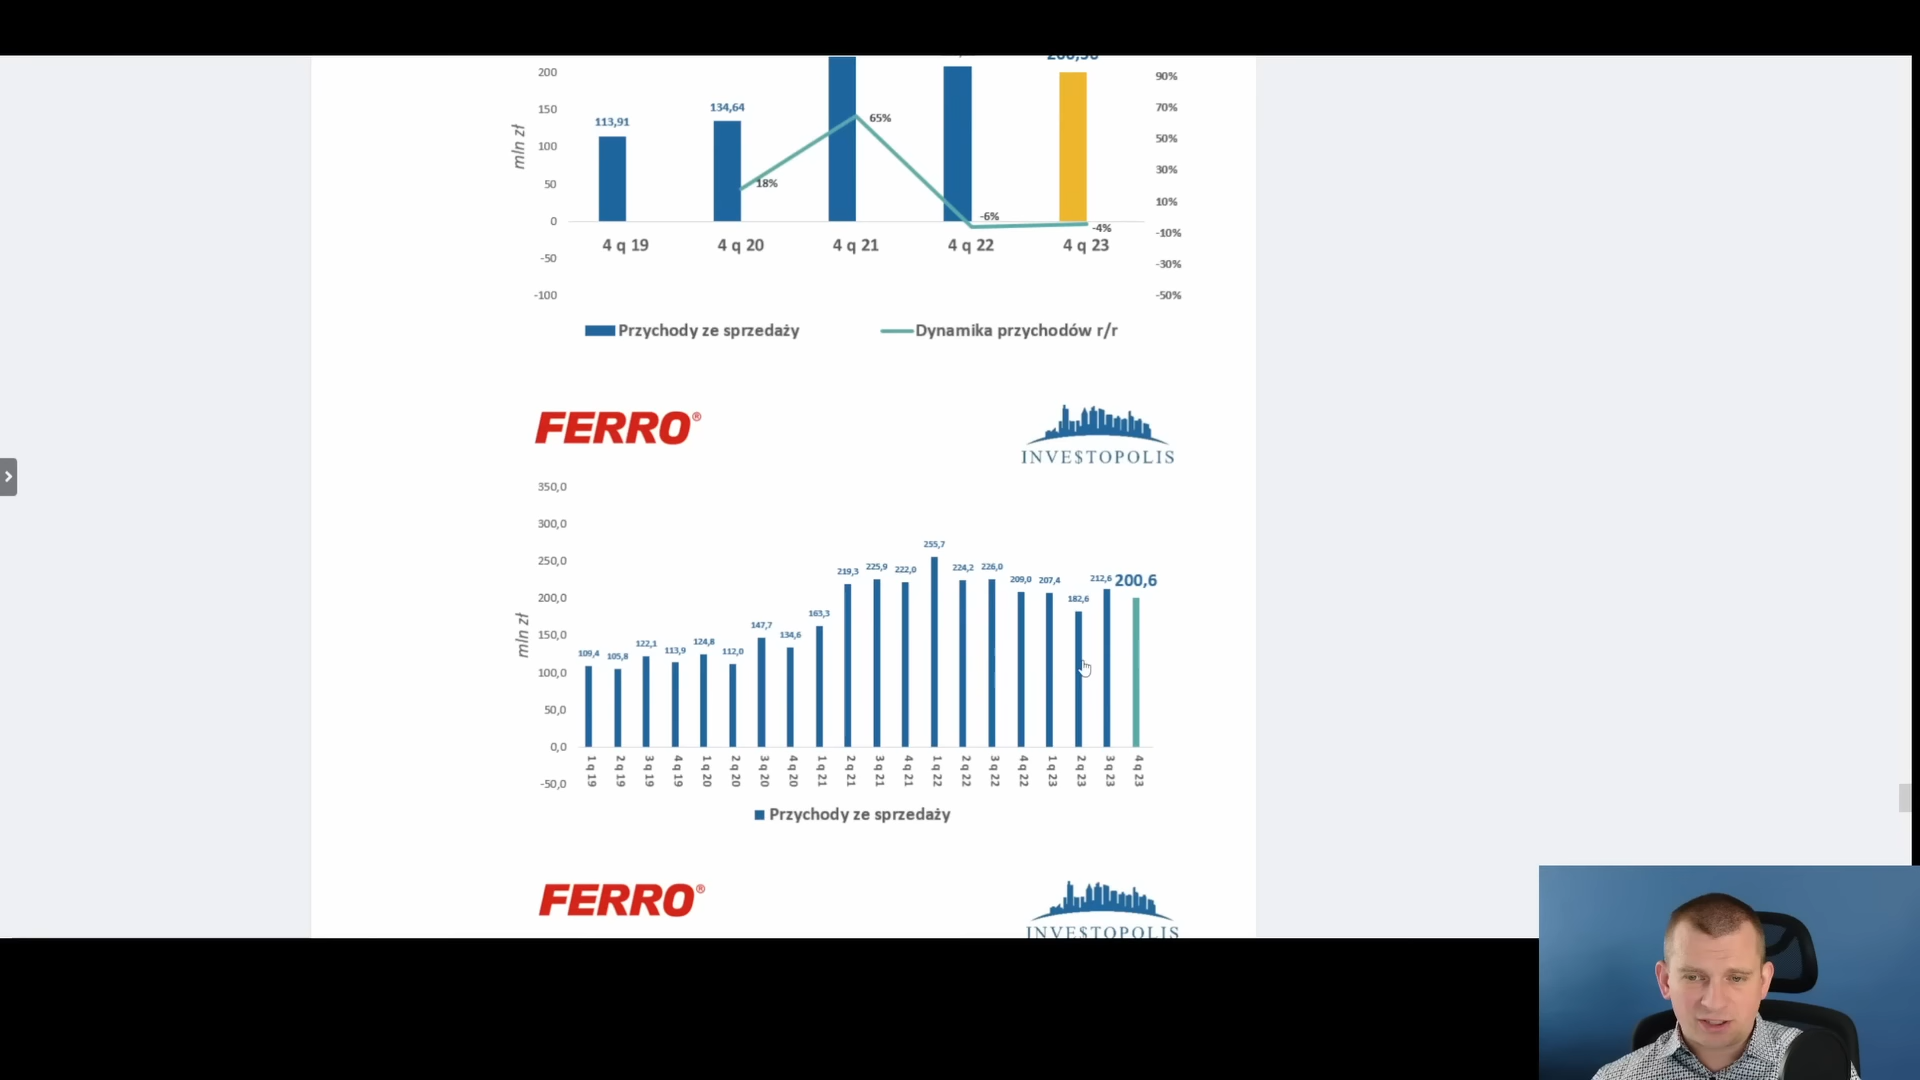 200
150
100
50
0
-50
-100
mln zł
113,91
134,64
18%
65%
-6%
-4%
90%
70%
50%
30%
10%
-10%
-30%
-50%
4 q 19
4 q 20
4 q 21
4 q 22
4 q 23
Przychody ze sprzedaży
Dynamika przychodów r/r
FERRO®
INVE$TOPOLIS
350,0
300,0
250,0
200,0
150,0
100,0
50,0
0,0
-50,0
mln zł
109,4
105,8
122,1
113,9
124,8
112,0
147,7
134,6
163,3
219,3
225,9
222,0
255,7
224,2
226,0
209,0
207,4
182,6
212,6
200,6
1 q 19
2 q 19
3 q 19
4 q 19
1 q 20
2 q 20
3 q 20
4 q 20
1 q 21
2 q 21
3 q 21
4 q 21
1 q 22
2 q 22
3 q 22
4 q 22
1 q 23
2 q 23
3 q 23
4 q 23
Przychody ze sprzedaży
FERRO®
INVE$TOPOLIS